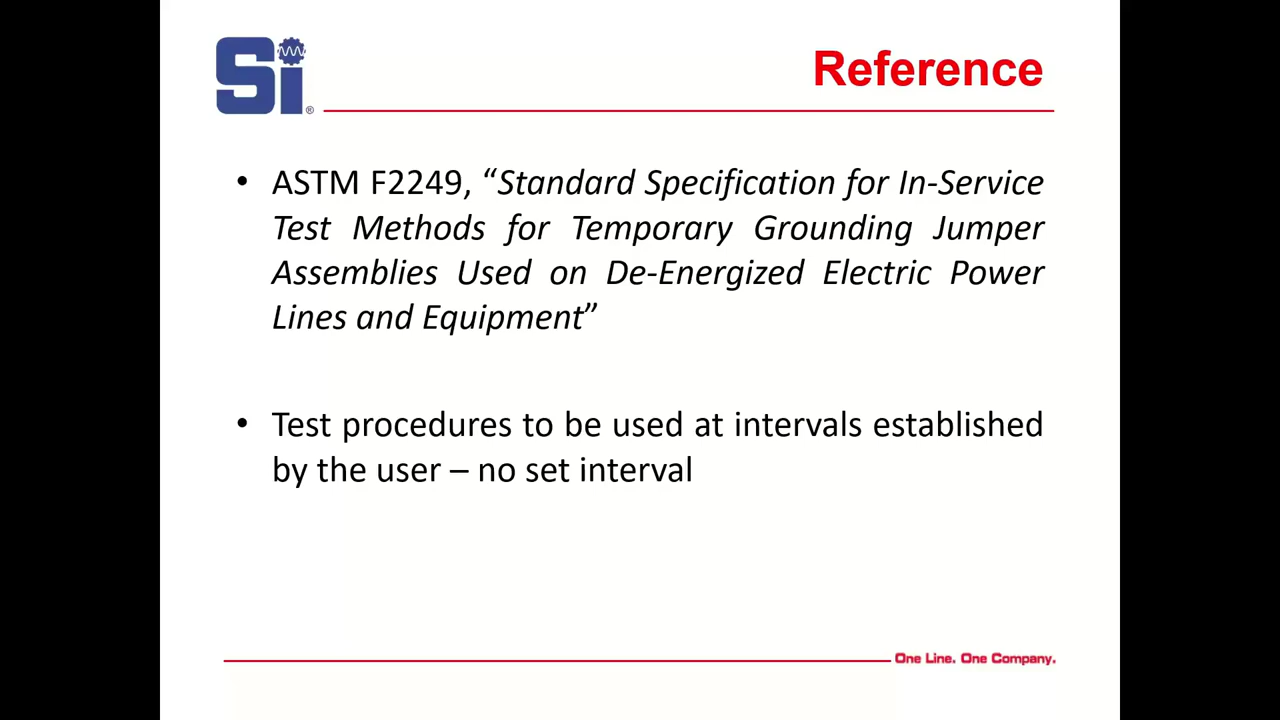 Si®
Reference
• ASTM F2249, “Standard Specification for In-Service
Test Methods for Temporary Grounding Jumper
Assemblies Used on De-Energized Electric Power
Lines and Equipment”
• Test procedures to be used at intervals established
by the user – no set interval
One Line. One Company.